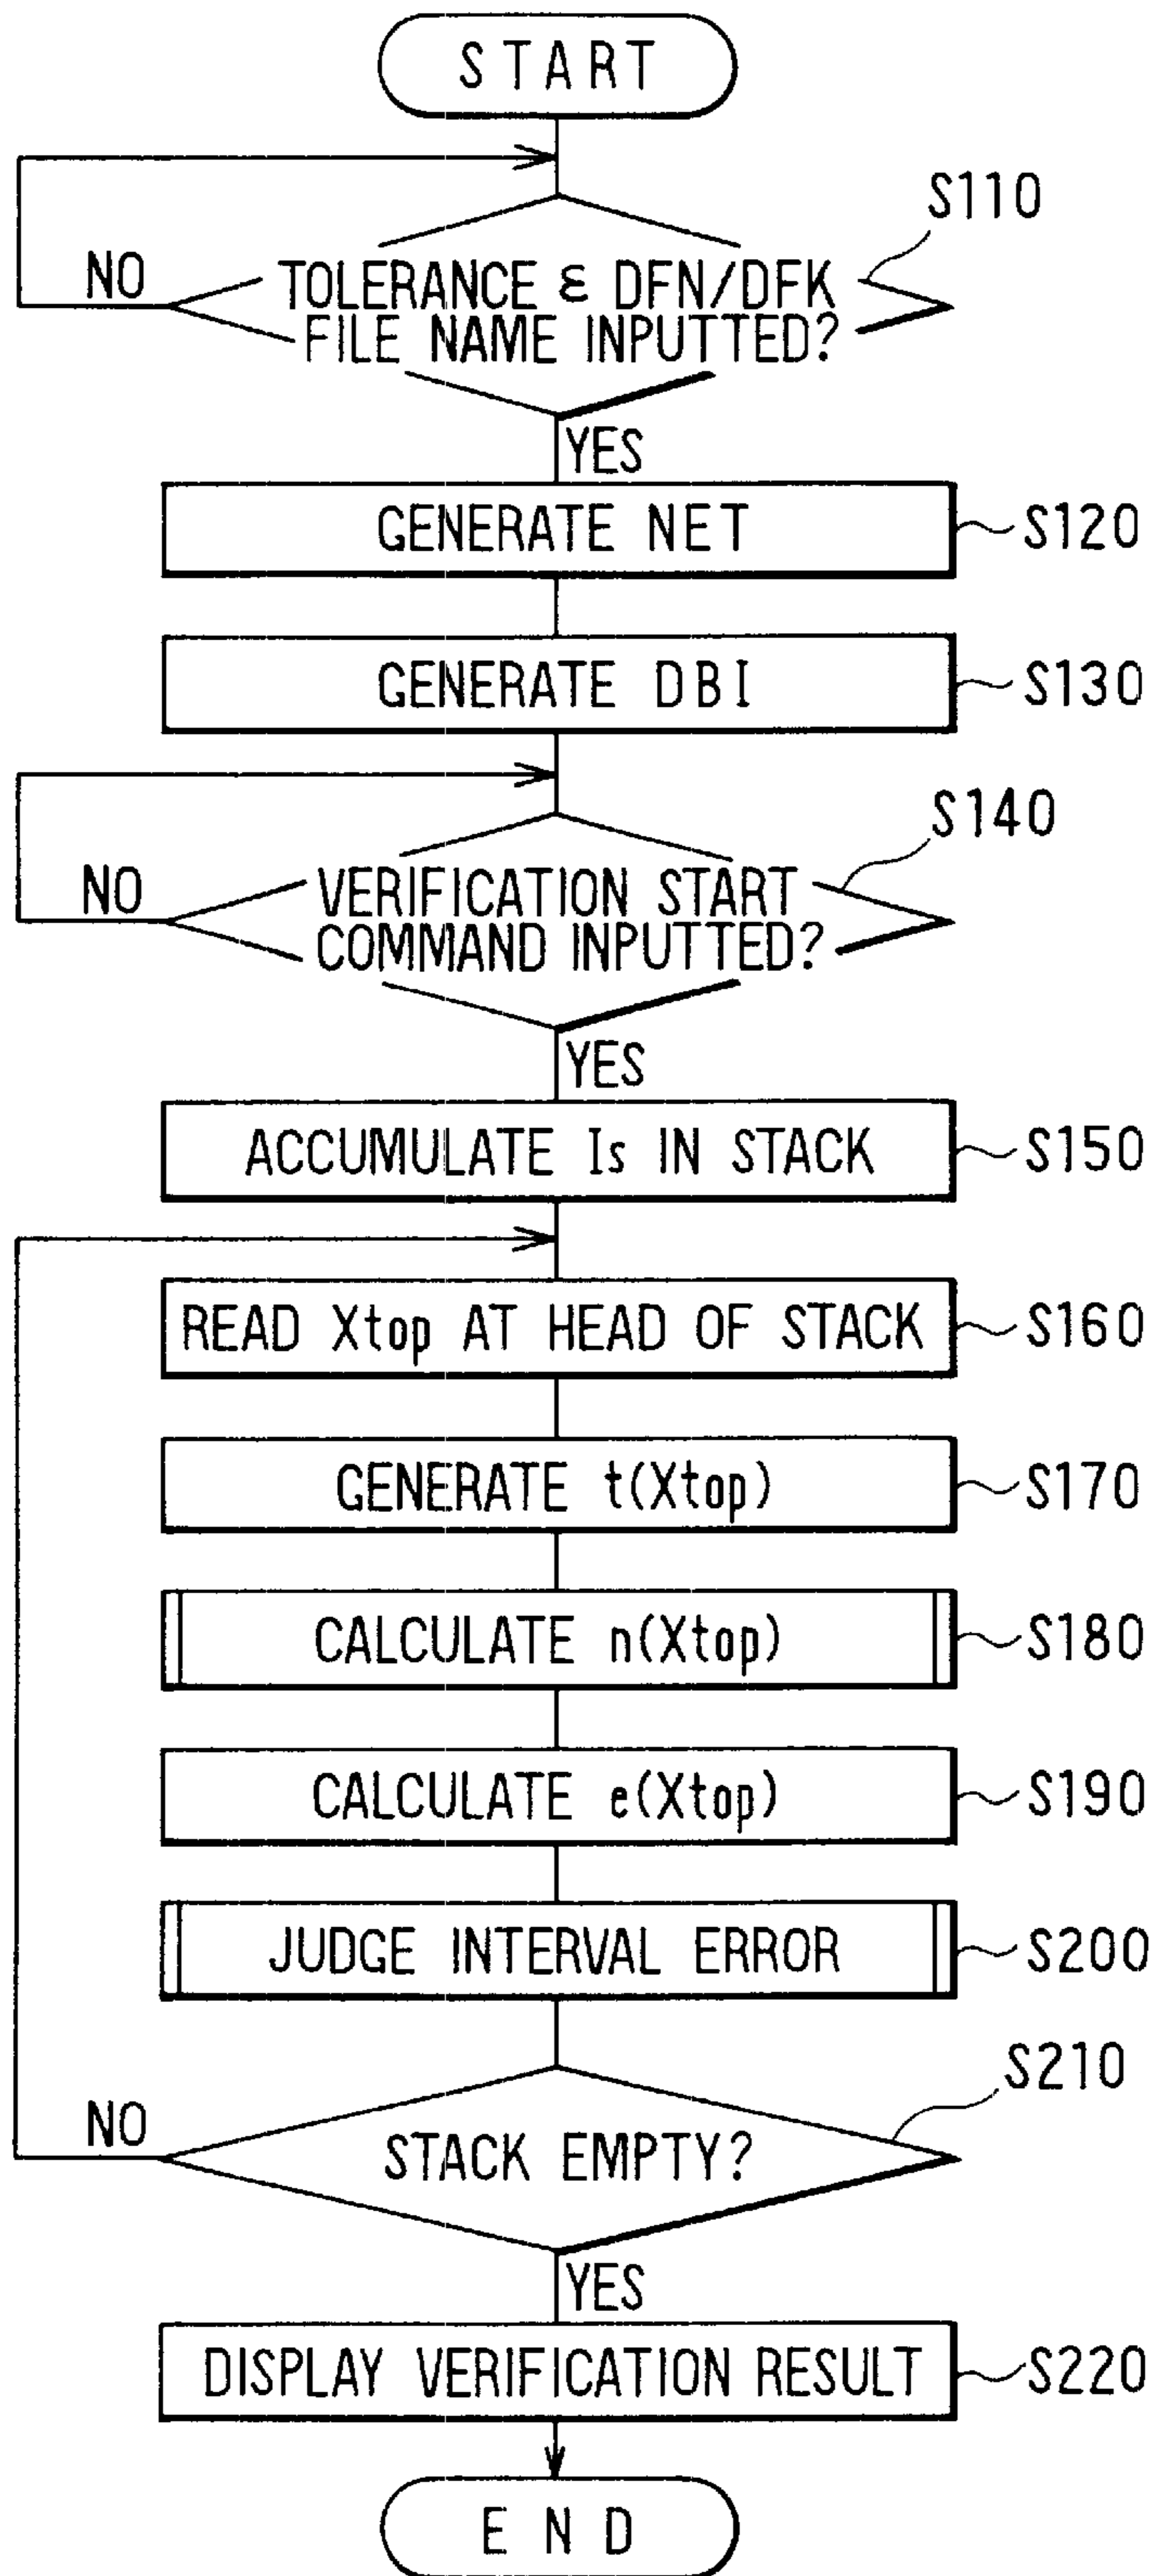 START
S110
NO
TOLERANCE ε DFN/DFK
FILE NAME INPUTTED?
YES
GENERATE NET
S120
GENERATE DBI
S130
S140
NO
VERIFICATION START
COMMAND INPUTTED?
YES
ACCUMULATE Is IN STACK
S150
READ Xtop AT HEAD OF STACK
S160
GENERATE t(Xtop)
S170
CALCULATE n(Xtop)
S180
CALCULATE e(Xtop)
S190
JUDGE INTERVAL ERROR
S200
S210
NO
STACK EMPTY?
YES
DISPLAY VERIFICATION RESULT
S220
END